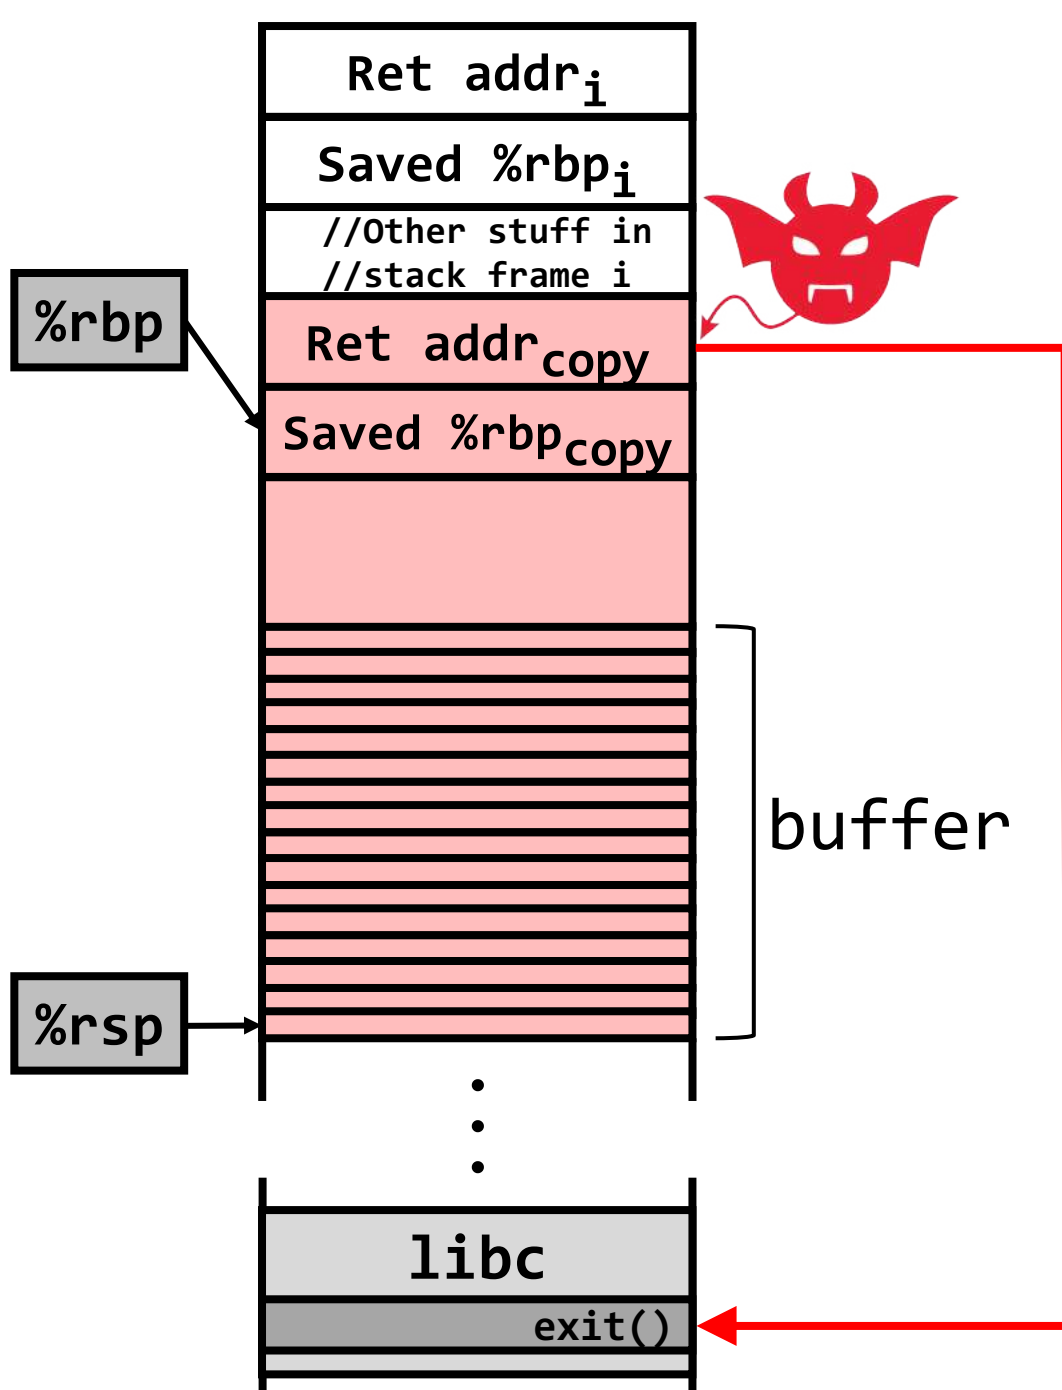 Ret addri
Saved %rbpi
//Other stuff in
//stack frame i
%rbp
Ret addrcopy
Saved %rbpcopy
buffer
%rsp
libc
exit()